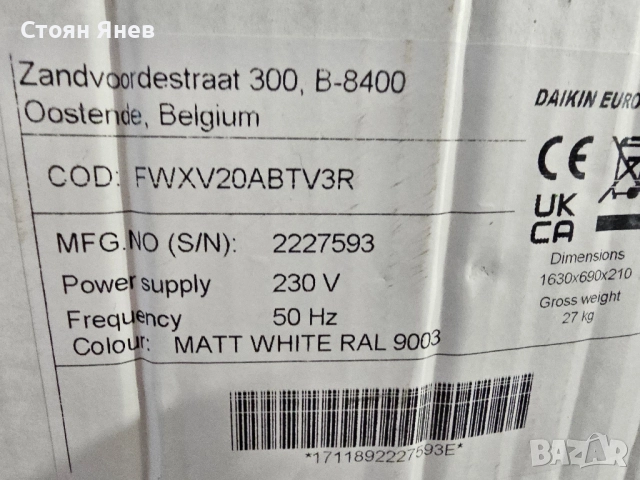 Стоян Янев
Zandvoordestraat 300, B-8400
Oostende, Belgium
DAIKIN EURO
COD: FWXV20ABTV3R
CE
UK
CA
MFG.NO (S/N): 2227593
Power supply 230 V
Frequency 50 Hz
Colour: MATT WHITE RAL 9003
Dimensions
1630x690x210
Gross weight
27 kg
*1711892227593E*
BAZAR